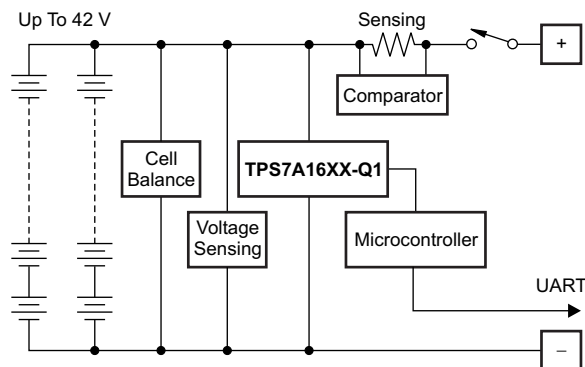 Up To 42 V
Sensing
+
Comparator
Cell
Balance
TPS7A16XX-Q1
Voltage
Sensing
Microcontroller
UART
–